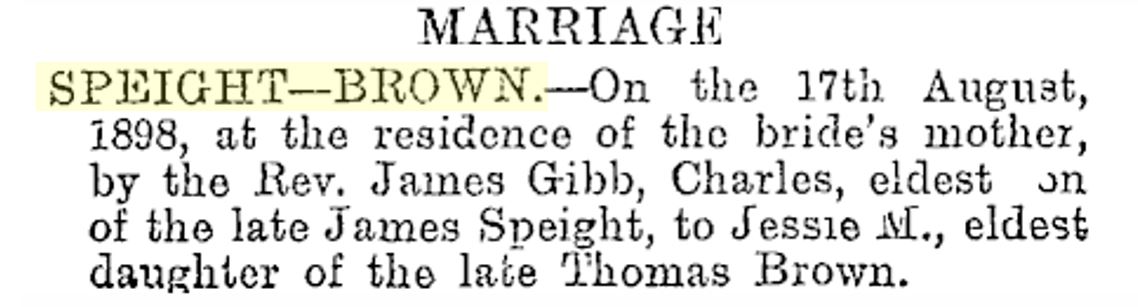 MARRIAGE
SPEIGHT—BROWN.—On the 17th August,
1898, at the residence of the bride's mother,
by the Rev. James Gibb, Charles, eldest on
of the late James Speight, to Jessie M., eldest
daughter of the late Thomas Brown.